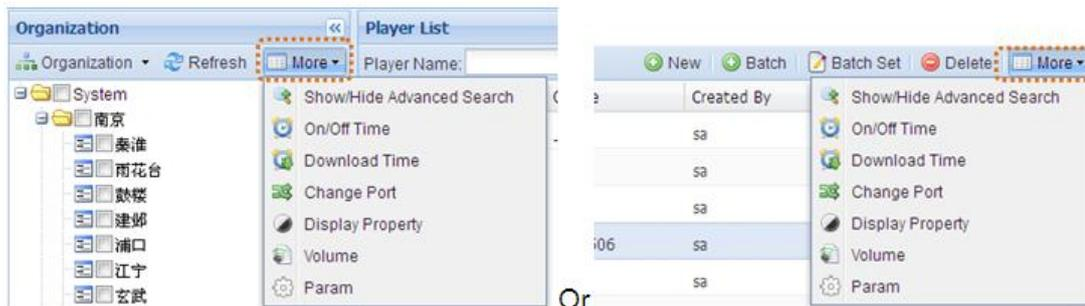 Organization
Player List
Organization Refresh More Player Name:
System
南京
秦淮
雨花台
鼓楼
建邺
浦口
江宁
玄武
Show/Hide Advanced Search
On/Off Time
Download Time
Change Port
Display Property
Volume
Param
Or
New Batch Batch Set Delete More
e Created By
sa
sa
sa
506 sa
sa
Show/Hide Advanced Search
On/Off Time
Download Time
Change Port
Display Property
Volume
Param